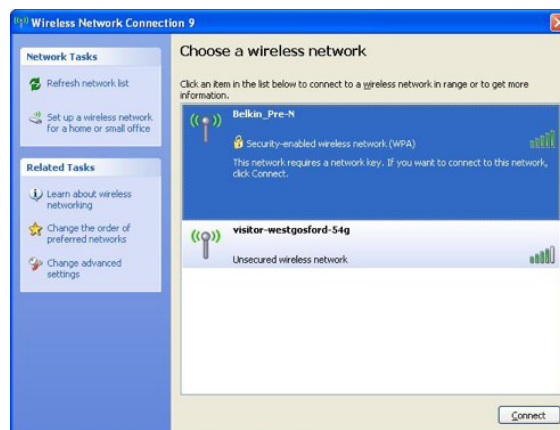 Wireless Network Connection 9
Network Tasks
Refresh network list
Set up a wireless network
for a home or small office
Related Tasks
Learn about wireless
networking
Change the order of
preferred networks
Change advanced
settings
Choose a wireless network
Click an item in the list below to connect to a wireless network in range or to get more
information.
Belkin_Pre-N
Security-enabled wireless network (WPA)
This network requires a network key. If you want to connect to this network,
click Connect.
visitor-westgosford-54g
Unsecured wireless network
Connect